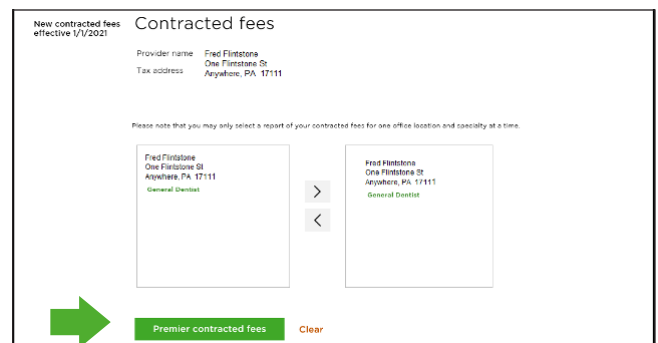 New contracted fees
effective 1/1/2021
Contracted fees
Provider name Fred Flintstone
Tax address One Flintstone St
Anywhere, PA 17111
Please note that you may only select a report of your contracted fees for one office location and specialty at a time.
Fred Flintstone
One Flintstone St
Anywhere, PA 17111
General Dentist
Fred Flintstone
One Flintstone St
Anywhere, PA 17111
General Dentist
Premier contracted fees Clear